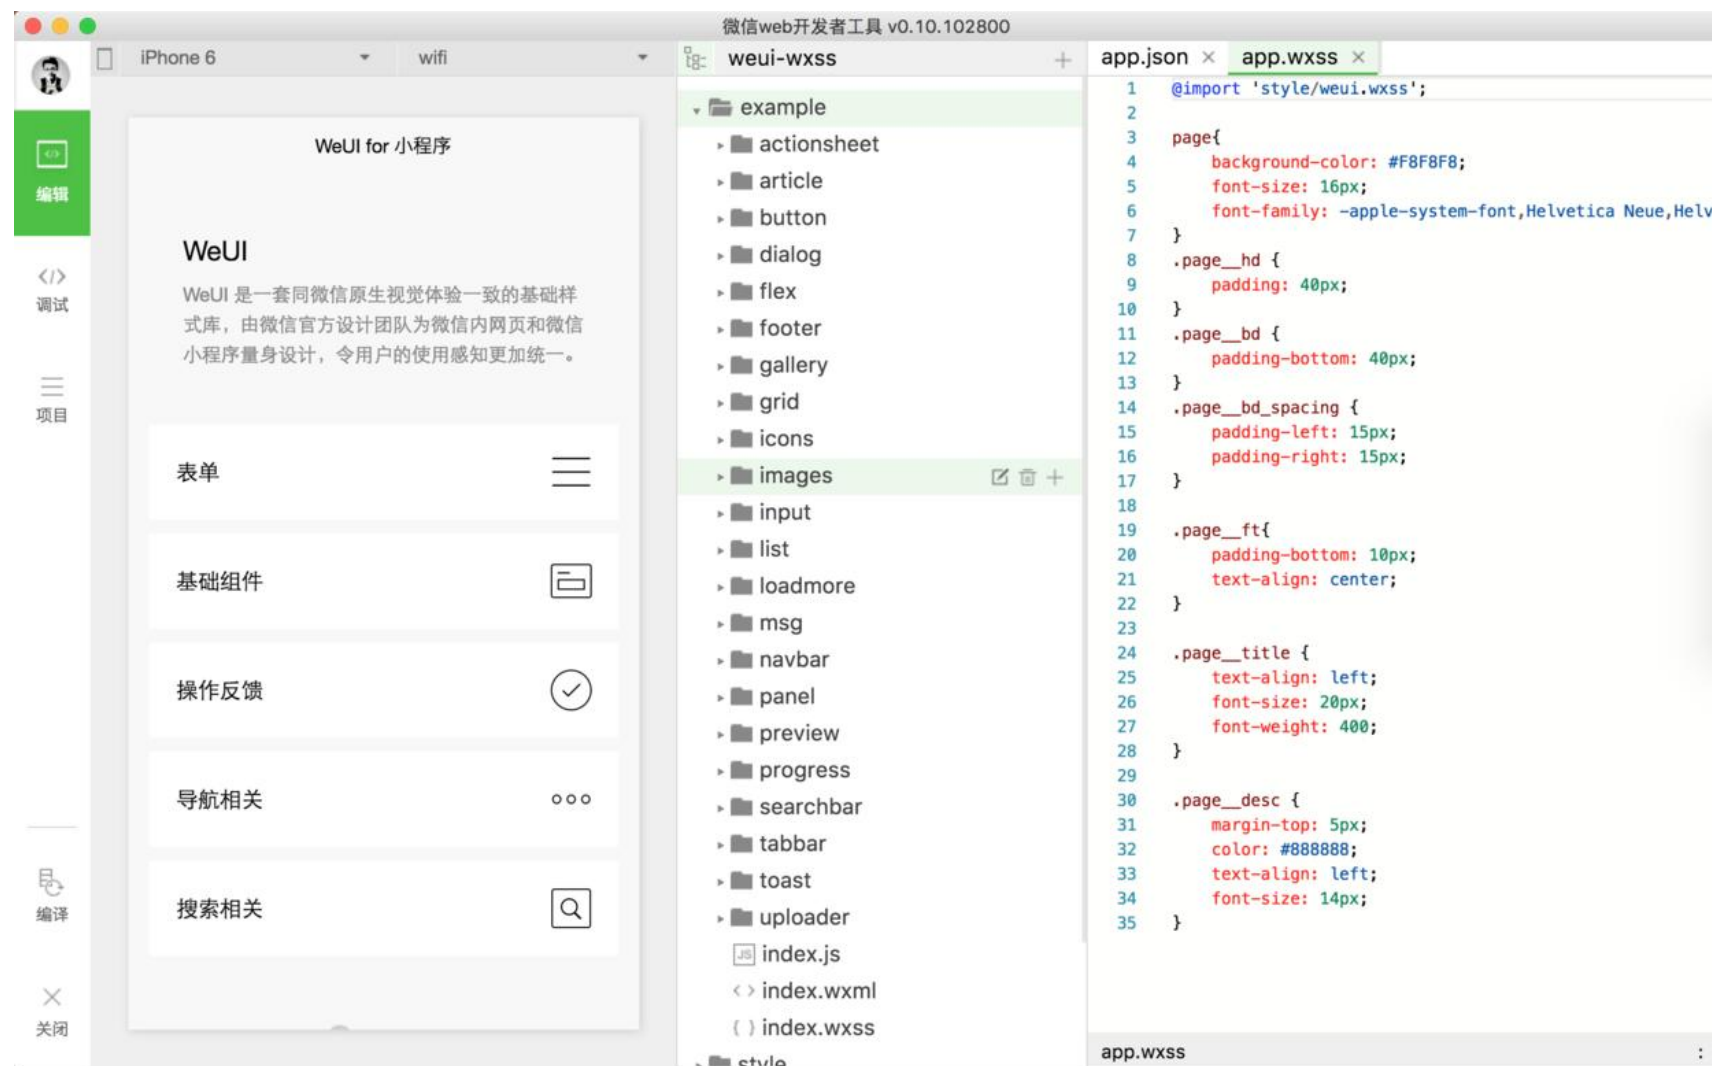 微信web开发者工具 v0.10.102800
iPhone 6
wifi
编辑
调试
项目
编译
关闭
WeUI for 小程序
WeUI
WeUI 是一套同微信原生视觉体验一致的基础样
式库，由微信官方设计团队为微信内网页和微信
小程序量身设计，令用户的使用感知更加统一。
表单
基础组件
操作反馈
导航相关
搜索相关
weui-wxss
example
actionsheet
article
button
dialog
flex
footer
gallery
grid
icons
images
input
list
loadmore
msg
navbar
panel
preview
progress
searchbar
tabbar
toast
uploader
JS index.js
<> index.wxml
{ } index.wxss
style
app.json × app.wxss ×
1 @import 'style/weui.wxss';
2
3 page{
4 background-color: #F8F8F8;
5 font-size: 16px;
6 font-family: -apple-system-font,Helvetica Neue,Helv
7 }
8 .page__hd {
9 padding: 40px;
10 }
11 .page__bd {
12 padding-bottom: 40px;
13 }
14 .page__bd_spacing {
15 padding-left: 15px;
16 padding-right: 15px;
17 }
18
19 .page__ft{
20 padding-bottom: 10px;
21 text-align: center;
22 }
23
24 .page__title {
25 text-align: left;
26 font-size: 20px;
27 font-weight: 400;
28 }
29
30 .page__desc {
31 margin-top: 5px;
32 color: #888888;
33 text-align: left;
34 font-size: 14px;
35 }
app.wxss :